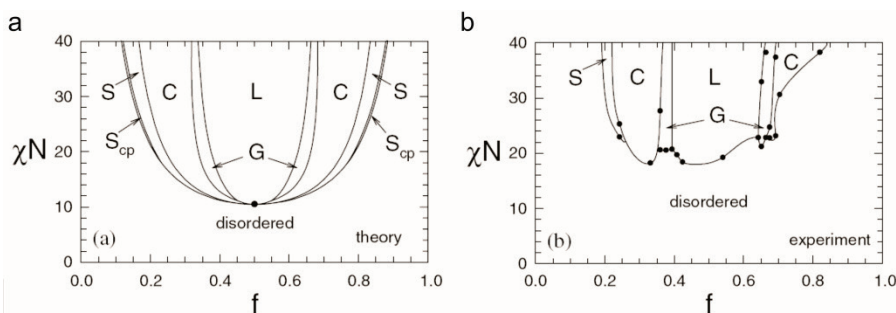 a
40
30
20
10
0
χN
S
C
L
C
S
S_cp
S_cp
G
disordered
(a)
theory
0.0 0.2 0.4 0.6 0.8 1.0
f
b
40
30
20
10
0
χN
S
C
L
C
G
disordered
(b)
experiment
0.0 0.2 0.4 0.6 0.8 1.0
f